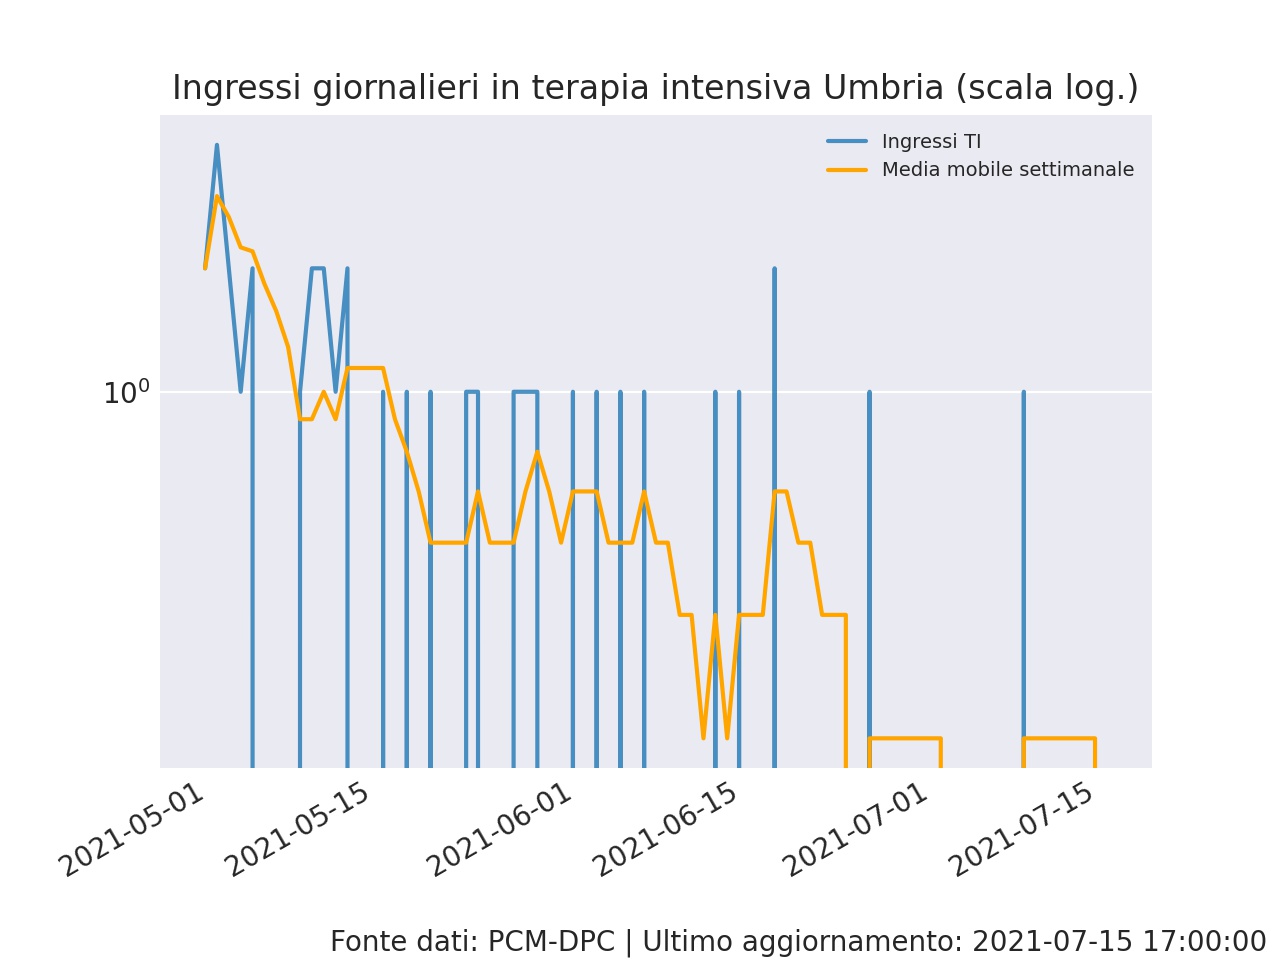 Ingressi giornalieri in terapia intensiva Umbria (scala log.)
Ingressi TI
Media mobile settimanale
10⁰
2021-05-01
2021-05-15
2021-06-01
2021-06-15
2021-07-01
2021-07-15
Fonte dati: PCM-DPC | Ultimo aggiornamento: 2021-07-15 17:00:00